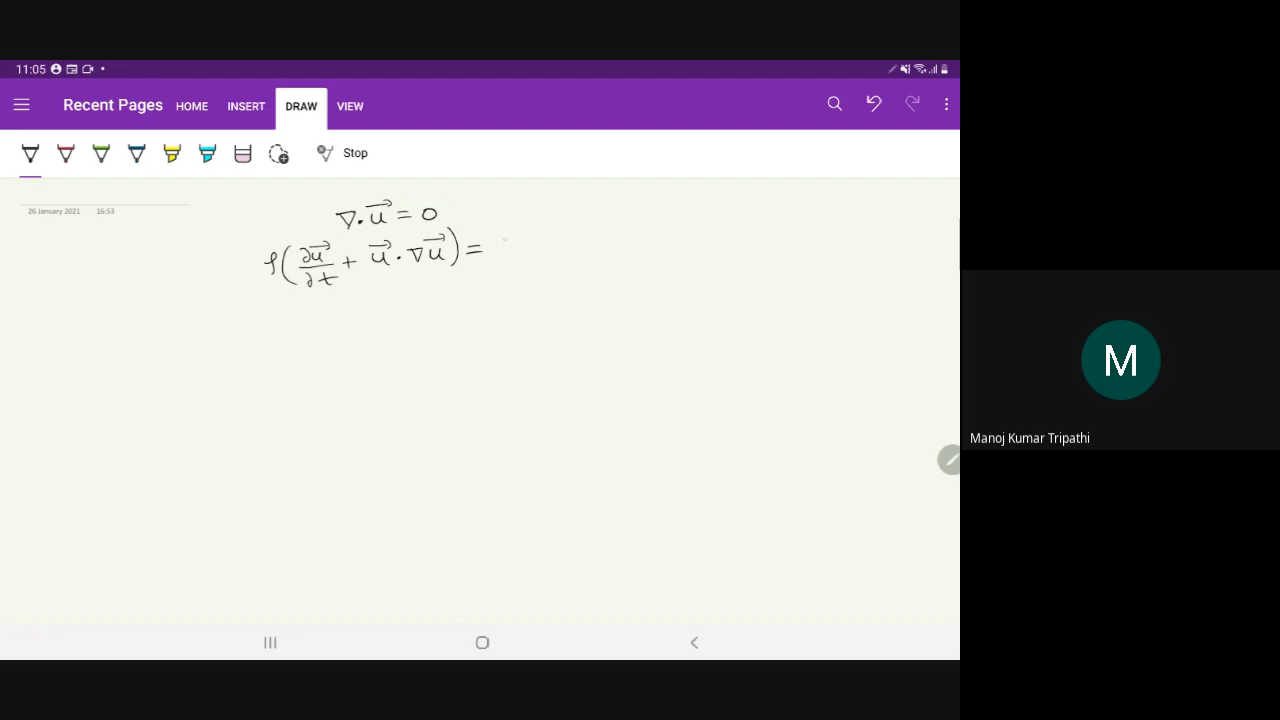 11:05
Recent Pages HOME INSERT DRAW VIEW
Stop
26 January 2021 16:53
∇·u⃗ = 0
ρ(∂u⃗/∂t + u⃗·∇u⃗) =
M
Manoj Kumar Tripathi